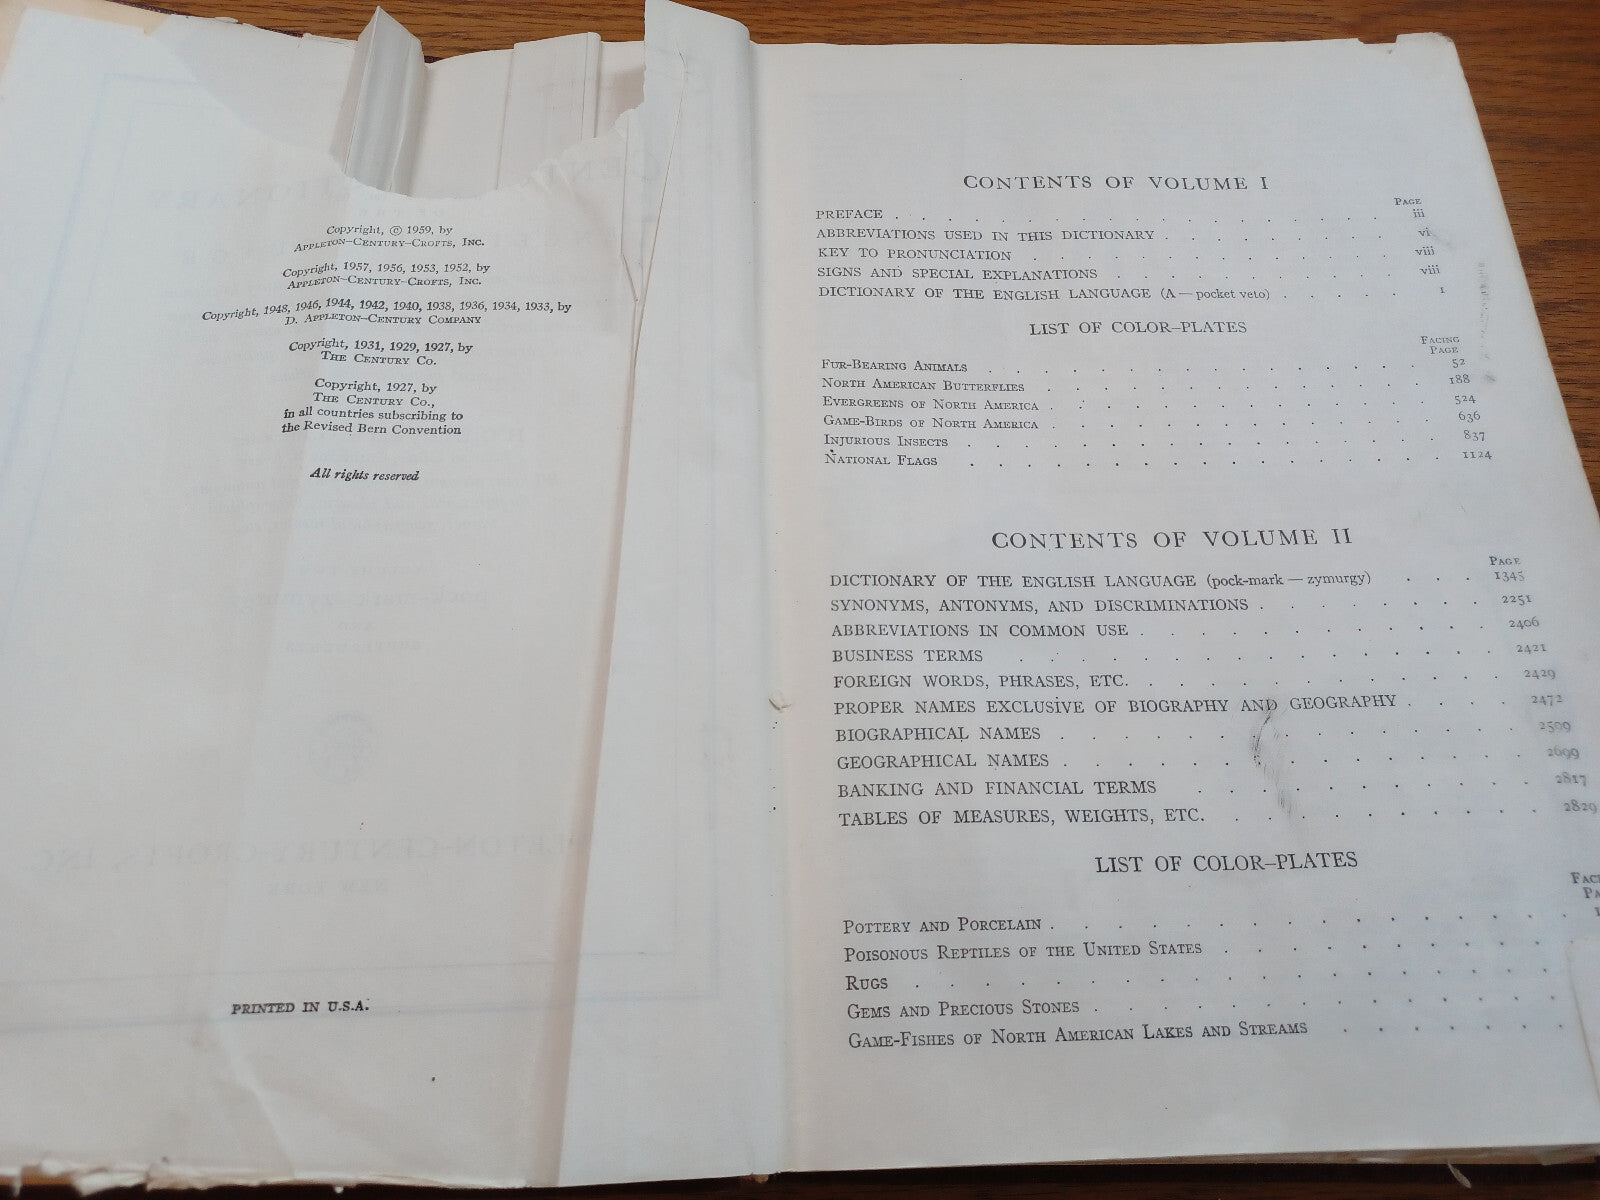 Copyright, © 1959, by
APPLETON-CENTURY-CROFTS, INC.
Copyright, 1957, 1956, 1953, 1952, by
APPLETON-CENTURY-CROFTS, INC.
Copyright, 1948, 1946, 1944, 1942, 1940, 1938, 1936, 1934, 1933, by
D. APPLETON-CENTURY COMPANY
Copyright, 1931, 1929, 1927, by
THE CENTURY CO.
Copyright, 1927, by
THE CENTURY CO.,
in all countries subscribing to
the Revised Bern Convention
All rights reserved
PRINTED IN U.S.A.
CONTENTS OF VOLUME I
PAGE
PREFACE . . . . . . . . . . . . . . . . . . iii
ABBREVIATIONS USED IN THIS DICTIONARY . . . . . . . . . vi
KEY TO PRONUNCIATION . . . . . . . . . . . . . viii
SIGNS AND SPECIAL EXPLANATIONS . . . . . . . . . . . viii
DICTIONARY OF THE ENGLISH LANGUAGE (A — pocket veto) . . . . . 1
LIST OF COLOR-PLATES
FACING
PAGE
FUR-BEARING ANIMALS . . . . . . . . . . . . . . . 52
NORTH AMERICAN BUTTERFLIES . . . . . . . . . . . . . 188
EVERGREENS OF NORTH AMERICA . . . . . . . . . . . . . 524
GAME-BIRDS OF NORTH AMERICA . . . . . . . . . . . . . 636
INJURIOUS INSECTS . . . . . . . . . . . . . . . 837
NATIONAL FLAGS . . . . . . . . . . . . . . . 1124
CONTENTS OF VOLUME II
PAGE
DICTIONARY OF THE ENGLISH LANGUAGE (pock-mark — zymurgy) . . . 1345
SYNONYMS, ANTONYMS, AND DISCRIMINATIONS . . . . . . . . 2251
ABBREVIATIONS IN COMMON USE . . . . . . . . . . 2406
BUSINESS TERMS . . . . . . . . . . . . . 2421
FOREIGN WORDS, PHRASES, ETC. . . . . . . . . . . . 2429
PROPER NAMES EXCLUSIVE OF BIOGRAPHY AND GEOGRAPHY . . . . 2472
BIOGRAPHICAL NAMES . . . . . . . . . . . . . 2509
GEOGRAPHICAL NAMES . . . . . . . . . . . . . 2699
BANKING AND FINANCIAL TERMS . . . . . . . . . . 2817
TABLES OF MEASURES, WEIGHTS, ETC. . . . . . . . . . 2829
LIST OF COLOR-PLATES
POTTERY AND PORCELAIN . . . . . . . . . . . . . .
POISONOUS REPTILES OF THE UNITED STATES . . . . . . . . .
RUGS . . . . . . . . . . . . . . . . . .
GEMS AND PRECIOUS STONES . . . . . . . . . . . . .
GAME-FISHES OF NORTH AMERICAN LAKES AND STREAMS . . . . . .